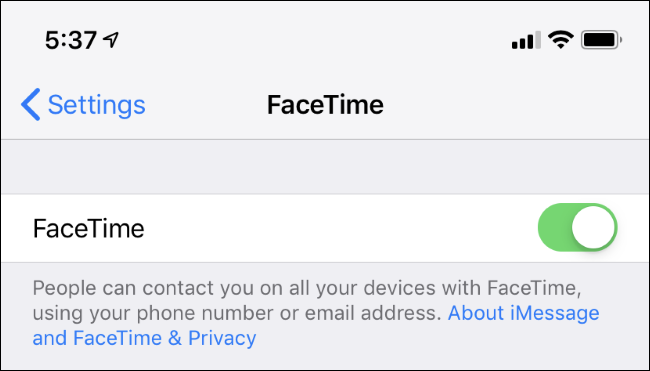 5:37
Settings
FaceTime
FaceTime
People can contact you on all your devices with FaceTime,
using your phone number or email address. About iMessage
and FaceTime & Privacy